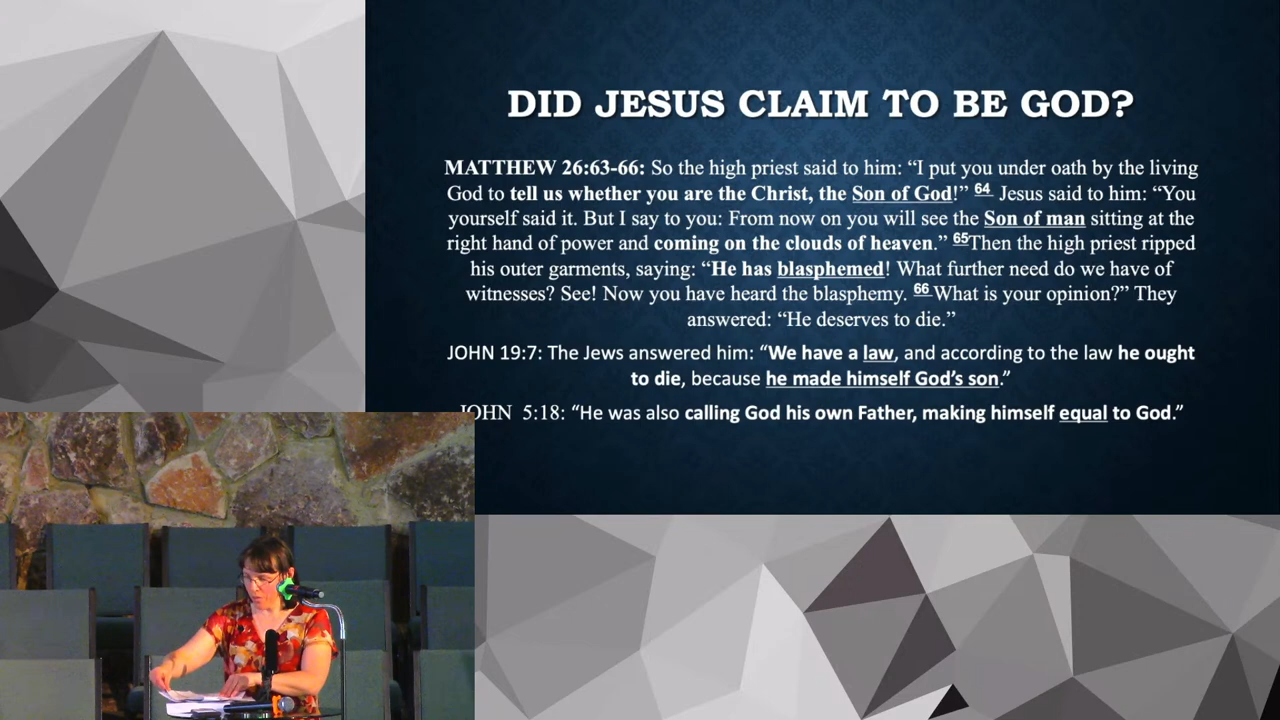 DID JESUS CLAIM TO BE GOD?
MATTHEW 26:63-66: So the high priest said to him: “I put you under oath by the living
God to tell us whether you are the Christ, the Son of God!” 64 Jesus said to him: “You
yourself said it. But I say to you: From now on you will see the Son of man sitting at the
right hand of power and coming on the clouds of heaven.” 65Then the high priest ripped
his outer garments, saying: “He has blasphemed! What further need do we have of
witnesses? See! Now you have heard the blasphemy. 66 What is your opinion?” They
answered: “He deserves to die.”
JOHN 19:7: The Jews answered him: “We have a law, and according to the law he ought
to die, because he made himself God’s son.”
JOHN 5:18: “He was also calling God his own Father, making himself equal to God.”